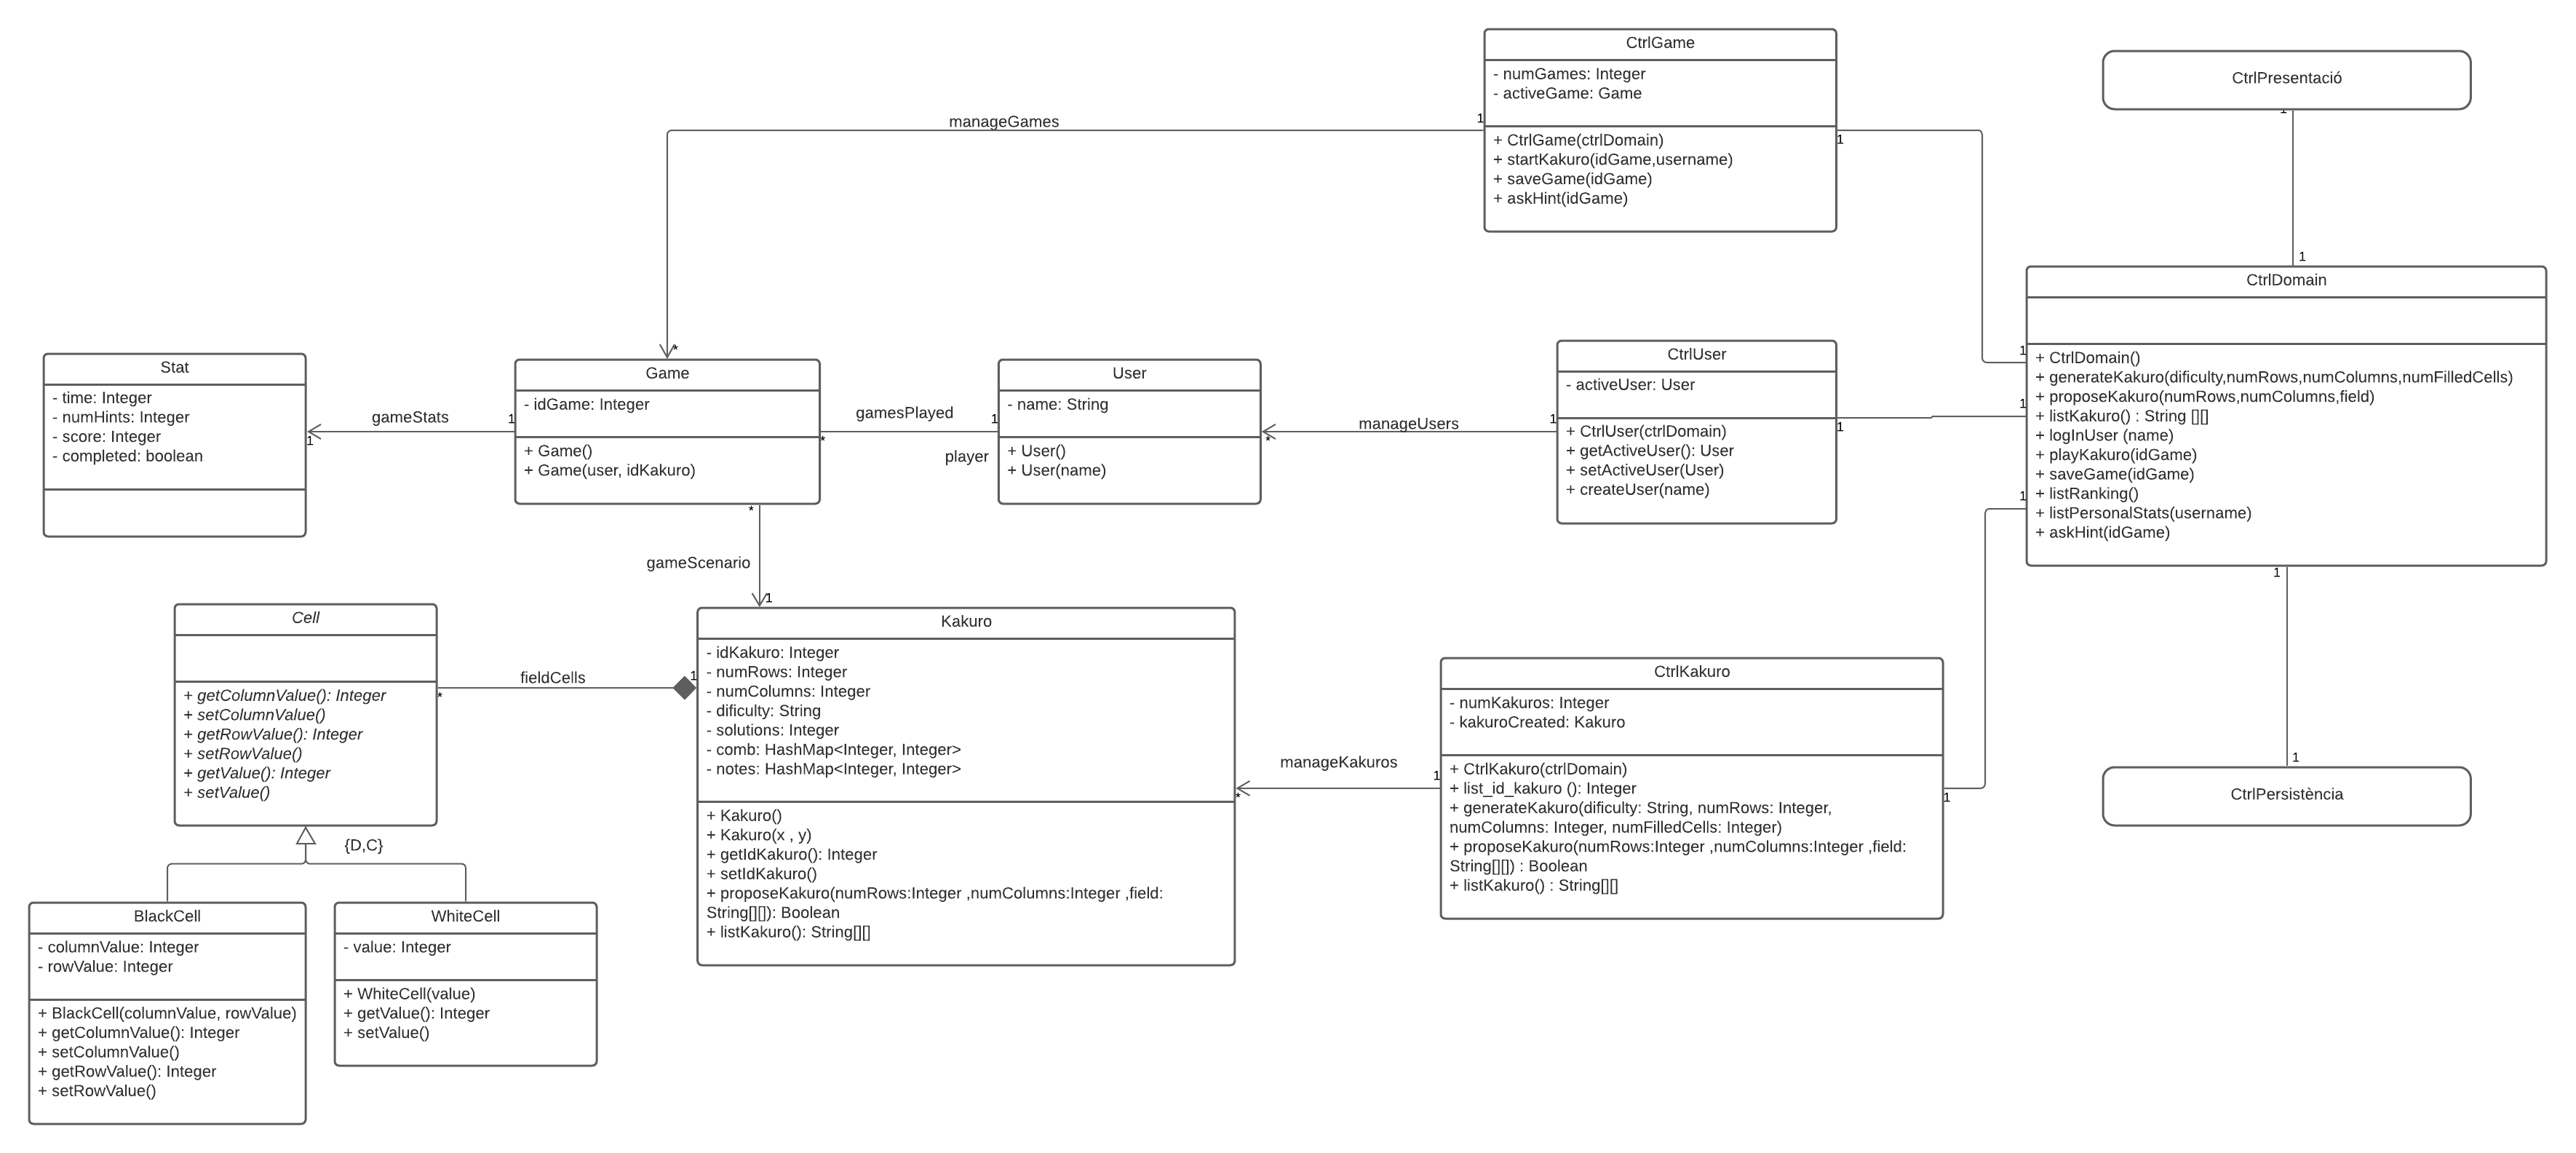 CtrlGame
- numGames: Integer
- activeGame: Game
+ CtrlGame(ctrlDomain)
+ startKakuro(idGame,username)
+ saveGame(idGame)
+ askHint(idGame)
1
1
manageGames
*
CtrlPresentació
1
1
CtrlDomain
+ CtrlDomain()
+ generateKakuro(dificulty,numRows,numColumns,numFilledCells)
+ proposeKakuro(numRows,numColumns,field)
+ listKakuro() : String [][]
+ logInUser (name)
+ playKakuro(idGame)
+ saveGame(idGame)
+ listRanking()
+ listPersonalStats(username)
+ askHint(idGame)
1
1
1
1
1
CtrlPersistència
Stat
- time: Integer
- numHints: Integer
- score: Integer
- completed: boolean
gameStats
1
1
Game
- idGame: Integer
+ Game()
+ Game(user, idKakuro)
gamesPlayed
*
1
player
User
- name: String
+ User()
+ User(name)
manageUsers
*
1
CtrlUser
- activeUser: User
+ CtrlUser(ctrlDomain)
+ getActiveUser(): User
+ setActiveUser(User)
+ createUser(name)
1
*
gameScenario
1
Cell
+ getColumnValue(): Integer
+ setColumnValue()
+ getRowValue(): Integer
+ setRowValue()
+ getValue(): Integer
+ setValue()
fieldCells
*
1
Kakuro
- idKakuro: Integer
- numRows: Integer
- numColumns: Integer
- dificulty: String
- solutions: Integer
- comb: HashMap<Integer, Integer>
- notes: HashMap<Integer, Integer>
+ Kakuro()
+ Kakuro(x , y)
+ getIdKakuro(): Integer
+ setIdKakuro()
+ proposeKakuro(numRows:Integer ,numColumns:Integer ,field:
String[][]): Boolean
+ listKakuro(): String[][]
manageKakuros
*
1
CtrlKakuro
- numKakuros: Integer
- kakuroCreated: Kakuro
+ CtrlKakuro(ctrlDomain)
+ list_id_kakuro (): Integer
+ generateKakuro(dificulty: String, numRows: Integer,
numColumns: Integer, numFilledCells: Integer)
+ proposeKakuro(numRows:Integer ,numColumns:Integer ,field:
String[][]) : Boolean
+ listKakuro() : String[][]
1
{D,C}
BlackCell
- columnValue: Integer
- rowValue: Integer
+ BlackCell(columnValue, rowValue)
+ getColumnValue(): Integer
+ setColumnValue()
+ getRowValue(): Integer
+ setRowValue()
WhiteCell
- value: Integer
+ WhiteCell(value)
+ getValue(): Integer
+ setValue()